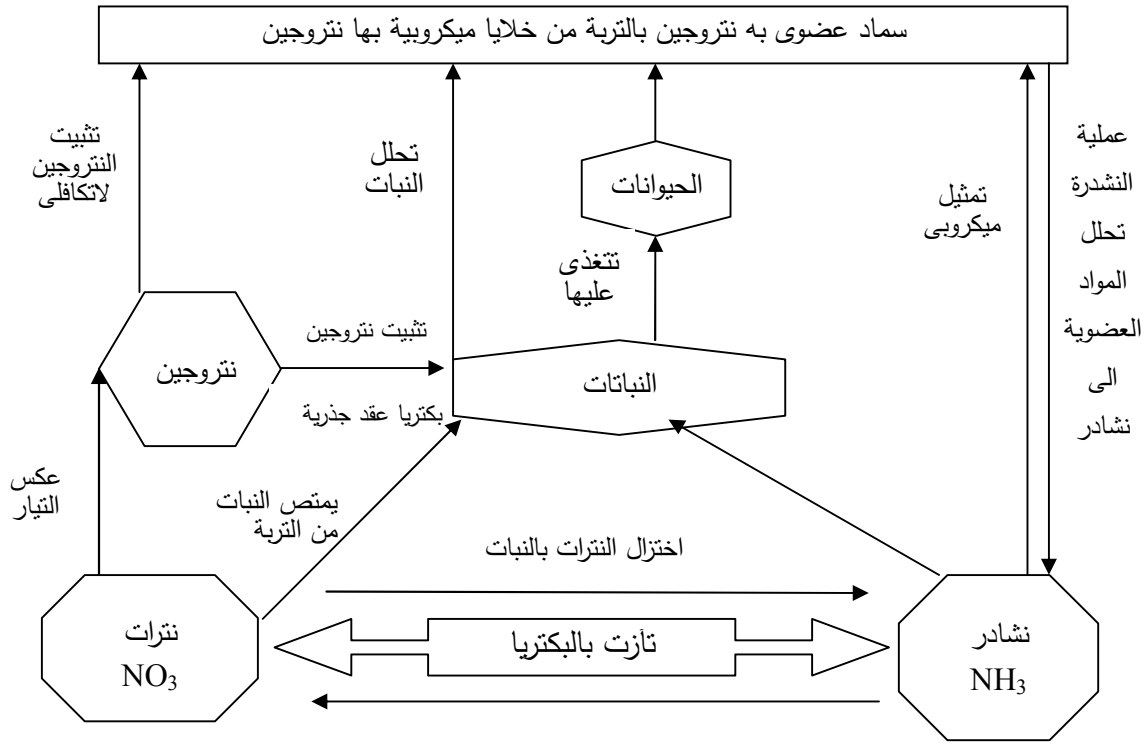 سماد عضوى به نتروجين بالتربة من خلايا ميكروبية بها نتروجين
عملية
النشدرة
تحلل
المواد
العضوية
الى
نشادر
تمثيل
ميكروبى
الحيوانات
تتغذى
عليها
تحلل
النبات
تثبيت
النتروجين
لاتكافلى
نتروجين
تثبيت نتروجين
بكتريا عقد جذرية
النباتات
عكس
التيار
يمتص النبات
من التربة
اختزال النترات بالنبات
تأزت بالبكتريا
نشادر
NH3
نترات
NO3